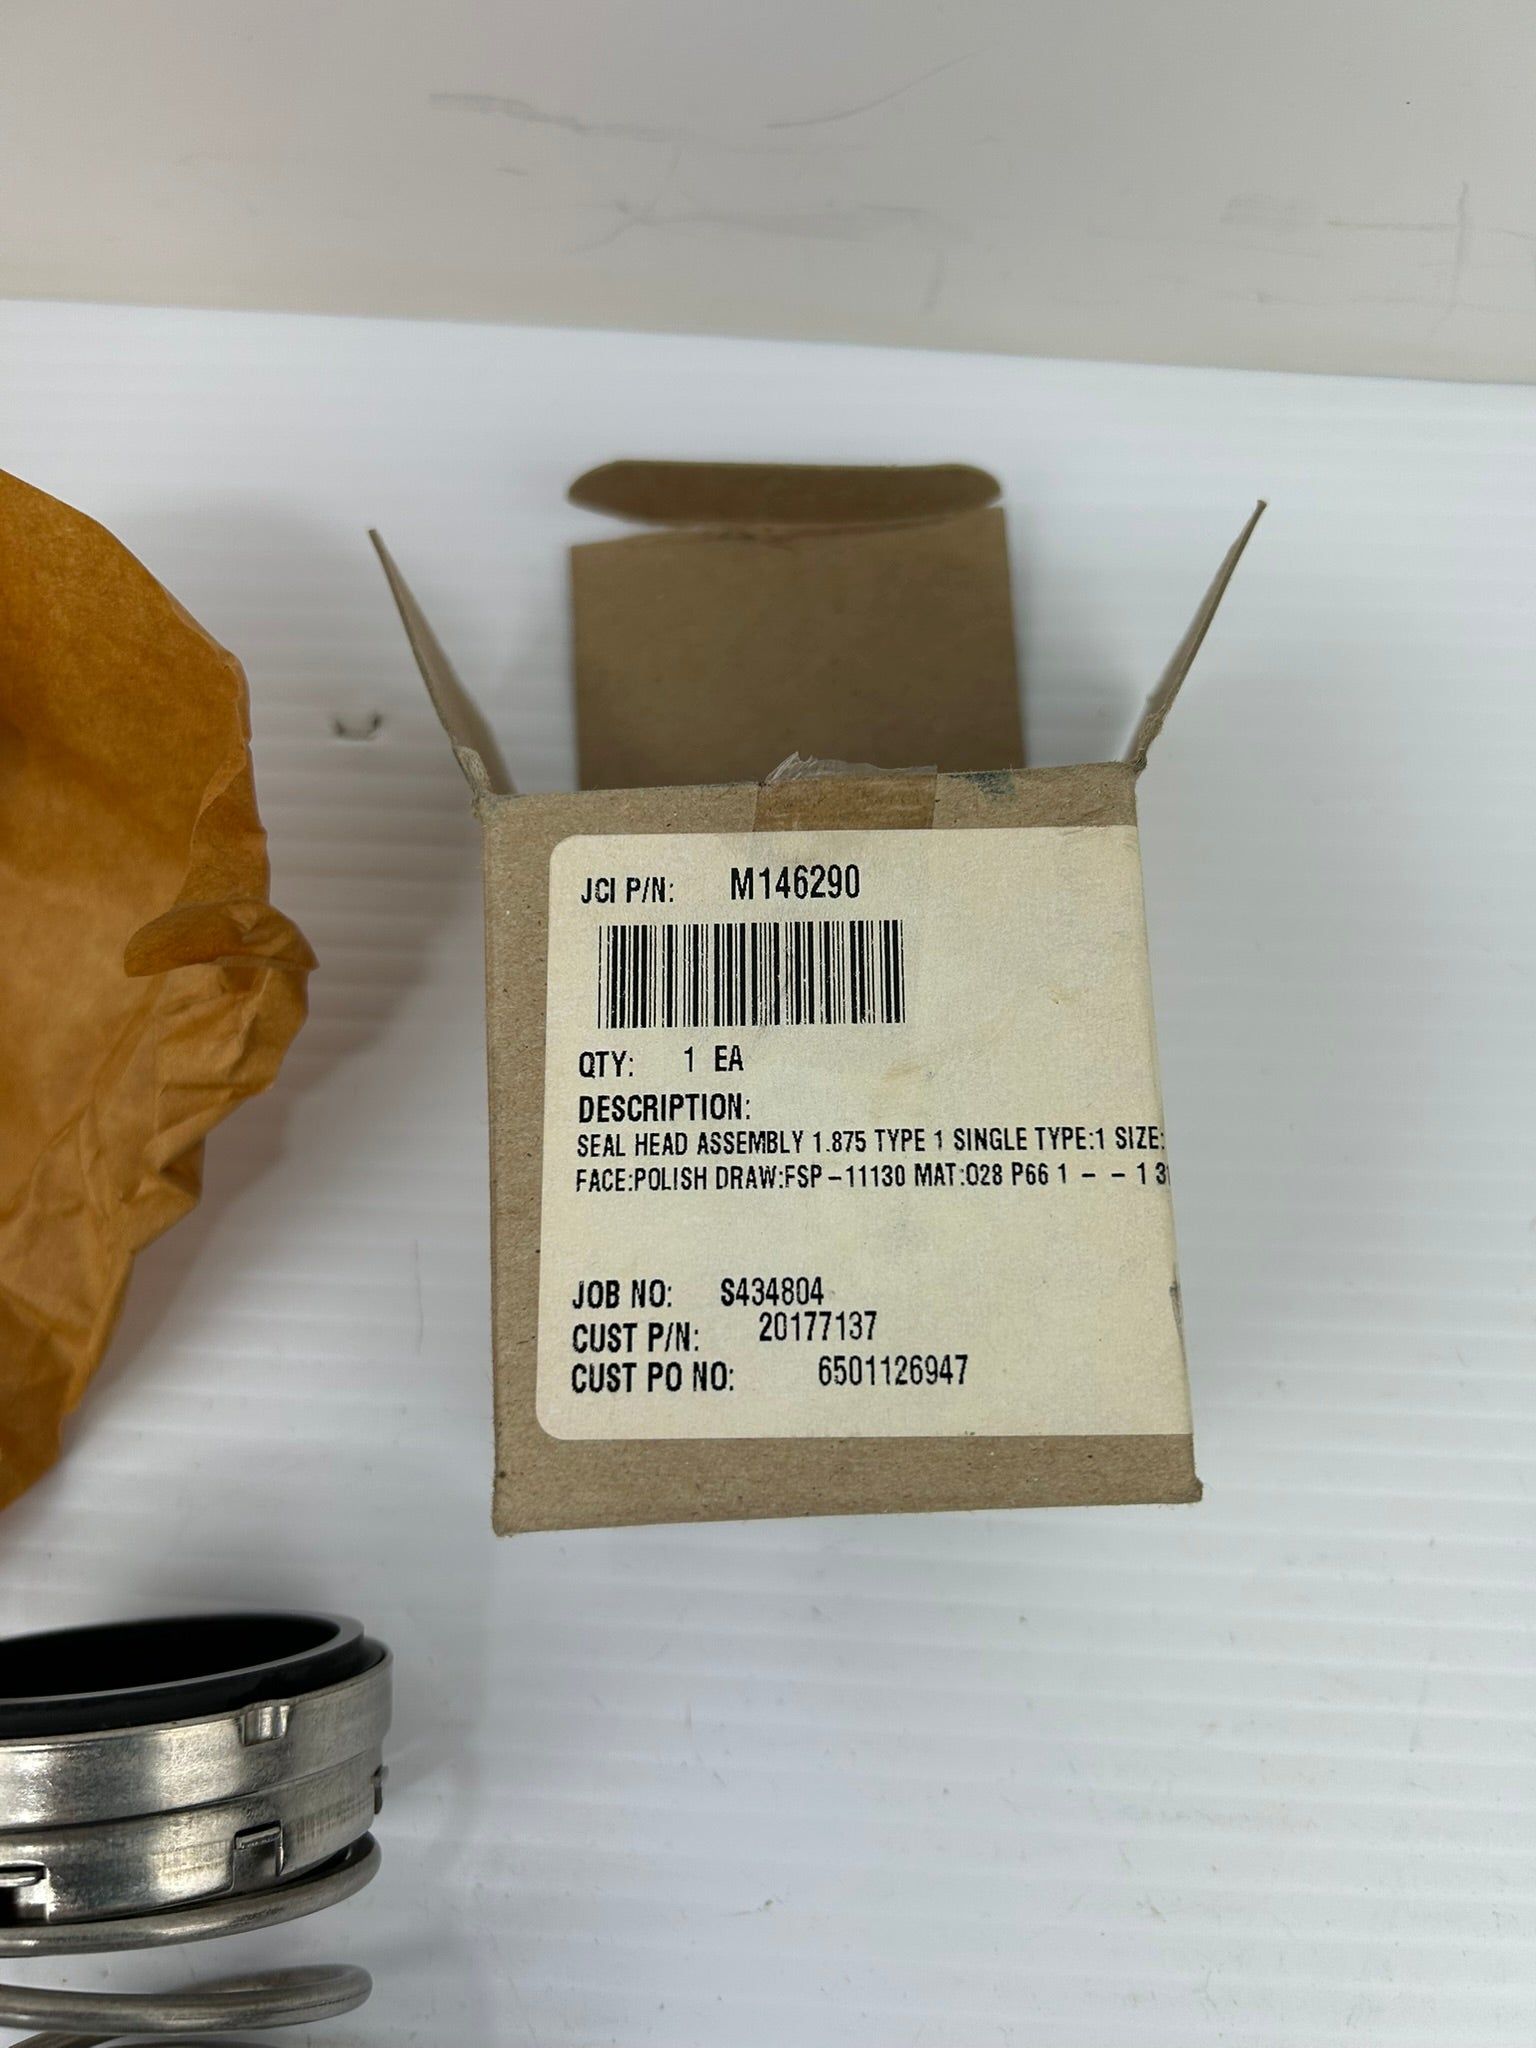 JCI P/N: M146290
QTY: 1 EA
DESCRIPTION:
SEAL HEAD ASSEMBLY 1.875 TYPE 1 SINGLE TYPE:1 SIZE:
FACE:POLISH DRAW:FSP-11130 MAT:028 P66 1 - - 1
JOB NO: S434804
CUST P/N: 20177137
CUST PO NO: 6501126947